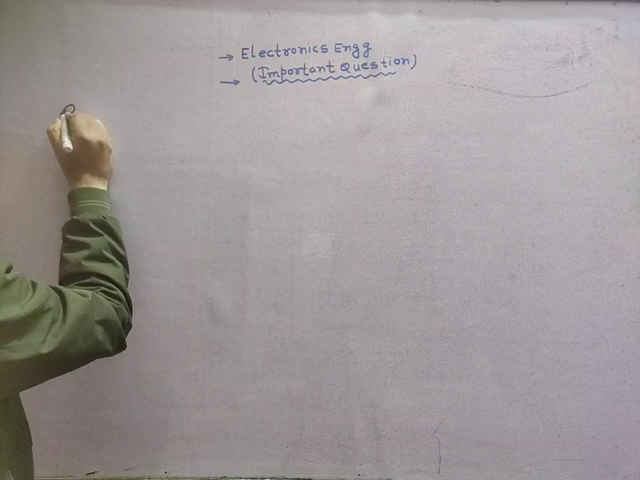 → Electronics Engg
→ (Important Question)